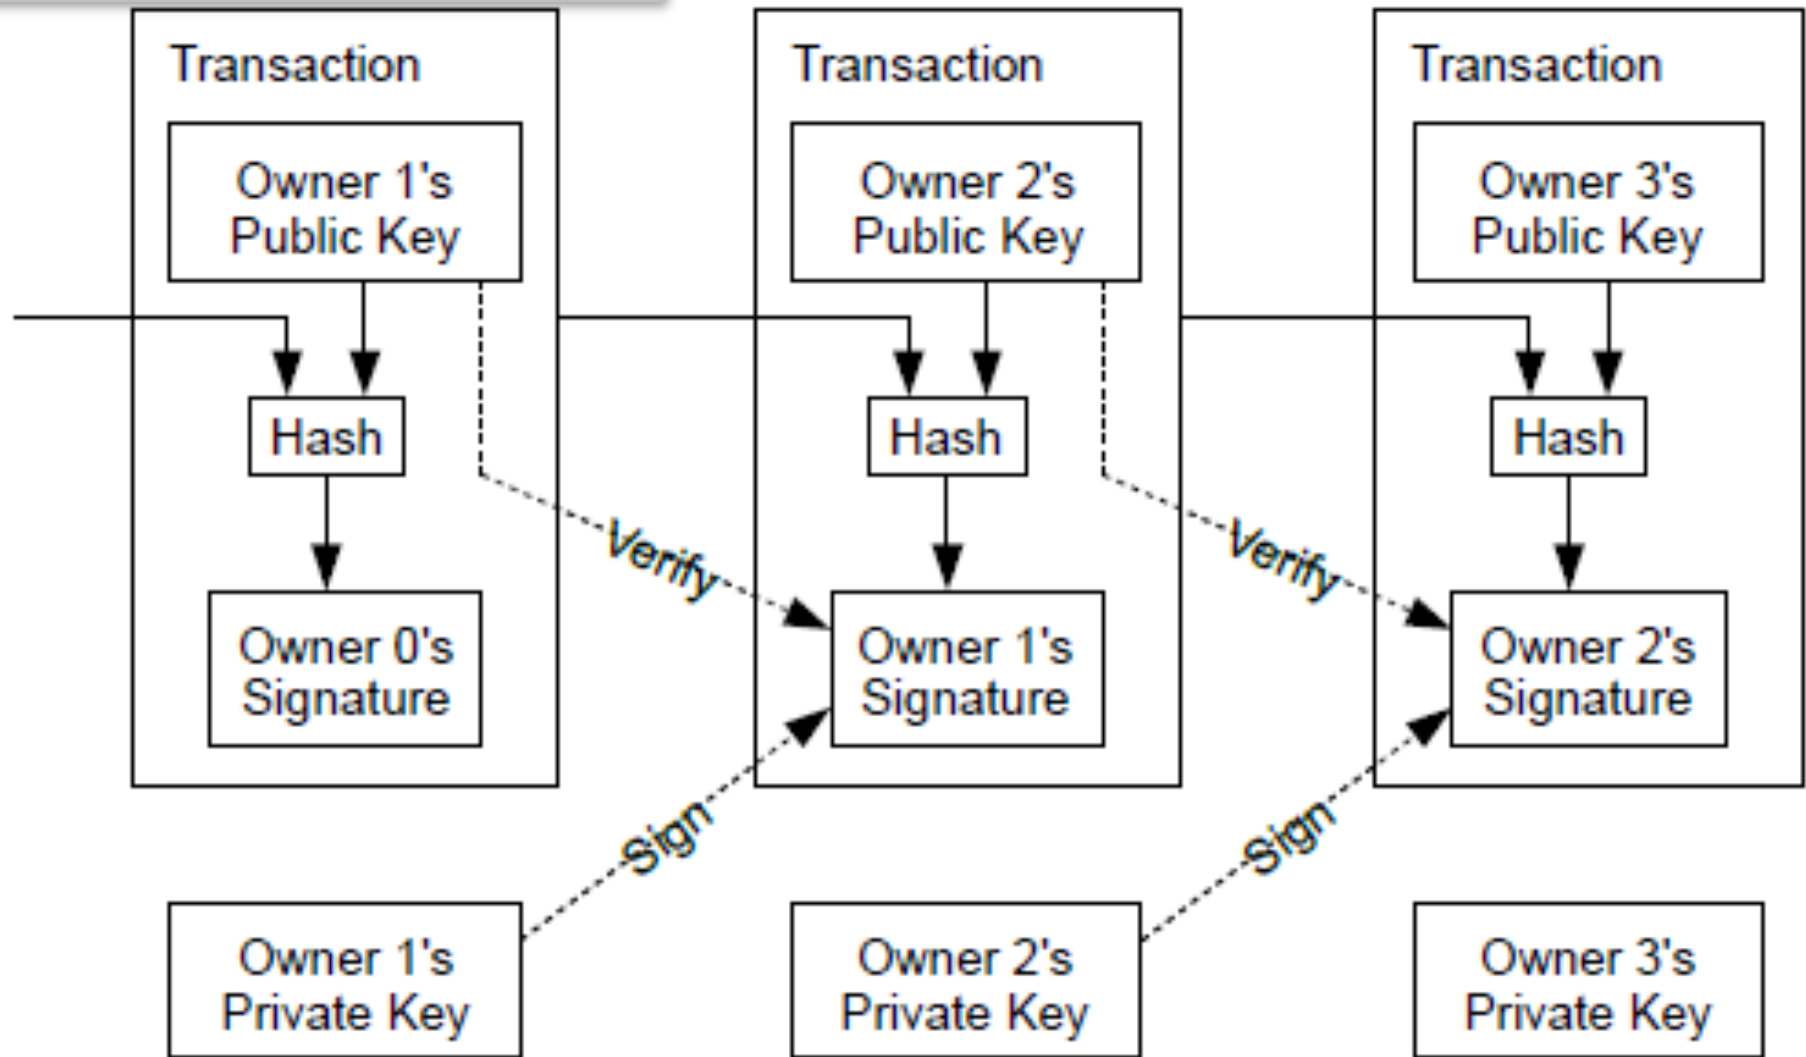 Transaction
Transaction
Transaction
Owner 1's
Public Key
Owner 2's
Public Key
Owner 3's
Public Key
Hash
Hash
Hash
Verify
Verify
Owner 0's
Signature
Owner 1's
Signature
Owner 2's
Signature
Sign
Sign
Owner 1's
Private Key
Owner 2's
Private Key
Owner 3's
Private Key